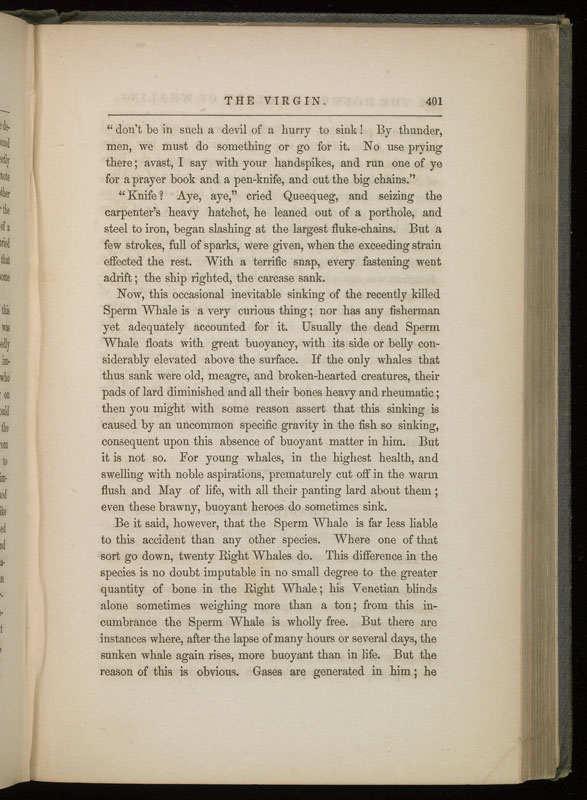 THE VIRGIN. 401
"don't be in such a devil of a hurry to sink! By thunder,
men, we must do something or go for it. No use prying
there; avast, I say with your handspikes, and run one of ye
for a prayer book and a pen-knife, and cut the big chains."
"Knife? Aye, aye," cried Queequeg, and seizing the
carpenter's heavy hatchet, he leaned out of a porthole, and
steel to iron, began slashing at the largest fluke-chains. But a
few strokes, full of sparks, were given, when the exceeding strain
effected the rest. With a terrific snap, every fastening went
adrift; the ship righted, the carcase sank.
Now, this occasional inevitable sinking of the recently killed
Sperm Whale is a very curious thing; nor has any fisherman
yet adequately accounted for it. Usually the dead Sperm
Whale floats with great buoyancy, with its side or belly con-
siderably elevated above the surface. If the only whales that
thus sank were old, meagre, and broken-hearted creatures, their
pads of lard diminished and all their bones heavy and rheumatic;
then you might with some reason assert that this sinking is
caused by an uncommon specific gravity in the fish so sinking,
consequent upon this absence of buoyant matter in him. But
it is not so. For young whales, in the highest health, and
swelling with noble aspirations, prematurely cut off in the warm
flush and May of life, with all their panting lard about them;
even these brawny, buoyant heroes do sometimes sink.
Be it said, however, that the Sperm Whale is far less liable
to this accident than any other species. Where one of that
sort go down, twenty Right Whales do. This difference in the
species is no doubt imputable in no small degree to the greater
quantity of bone in the Right Whale; his Venetian blinds
alone sometimes weighing more than a ton; from this in-
cumbrance the Sperm Whale is wholly free. But there are
instances where, after the lapse of many hours or several days, the
sunken whale again rises, more buoyant than in life. But the
reason of this is obvious. Gases are generated in him; he